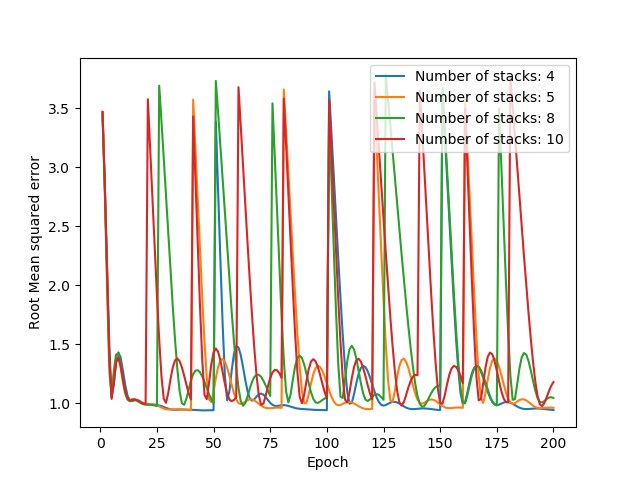 Number of stacks: 4
Number of stacks: 5
Number of stacks: 8
Number of stacks: 10
3.5
3.0
2.5
2.0
1.5
1.0
Root Mean squared error
0 25 50 75 100 125 150 175 200
Epoch